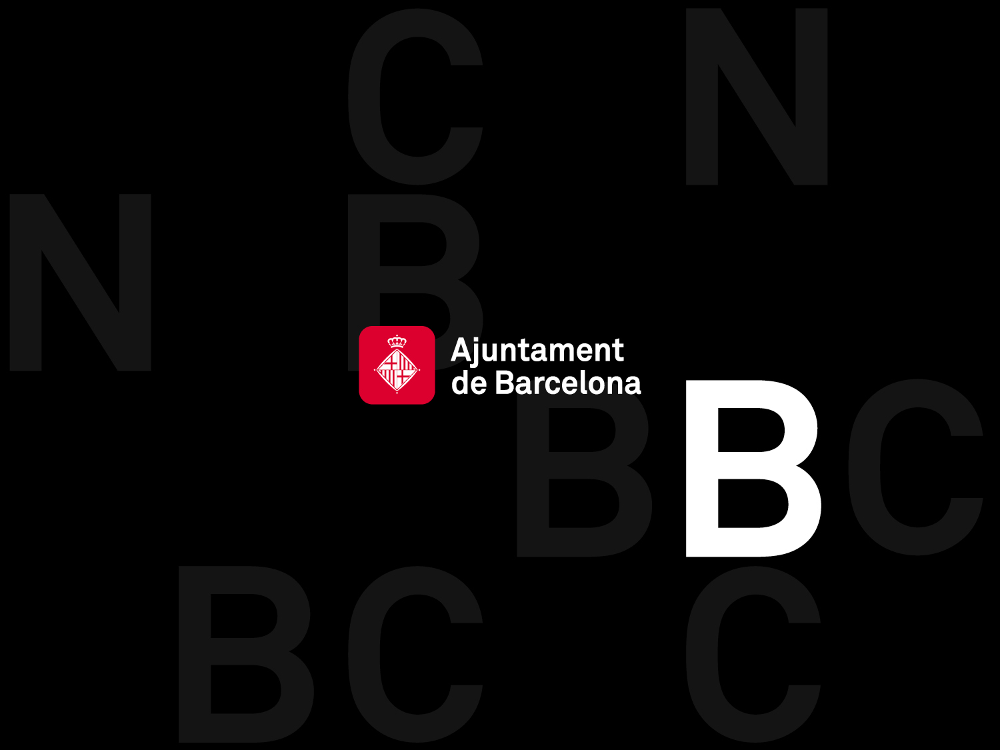 C N
N B
Ajuntament
de Barcelona
B B C
B C C